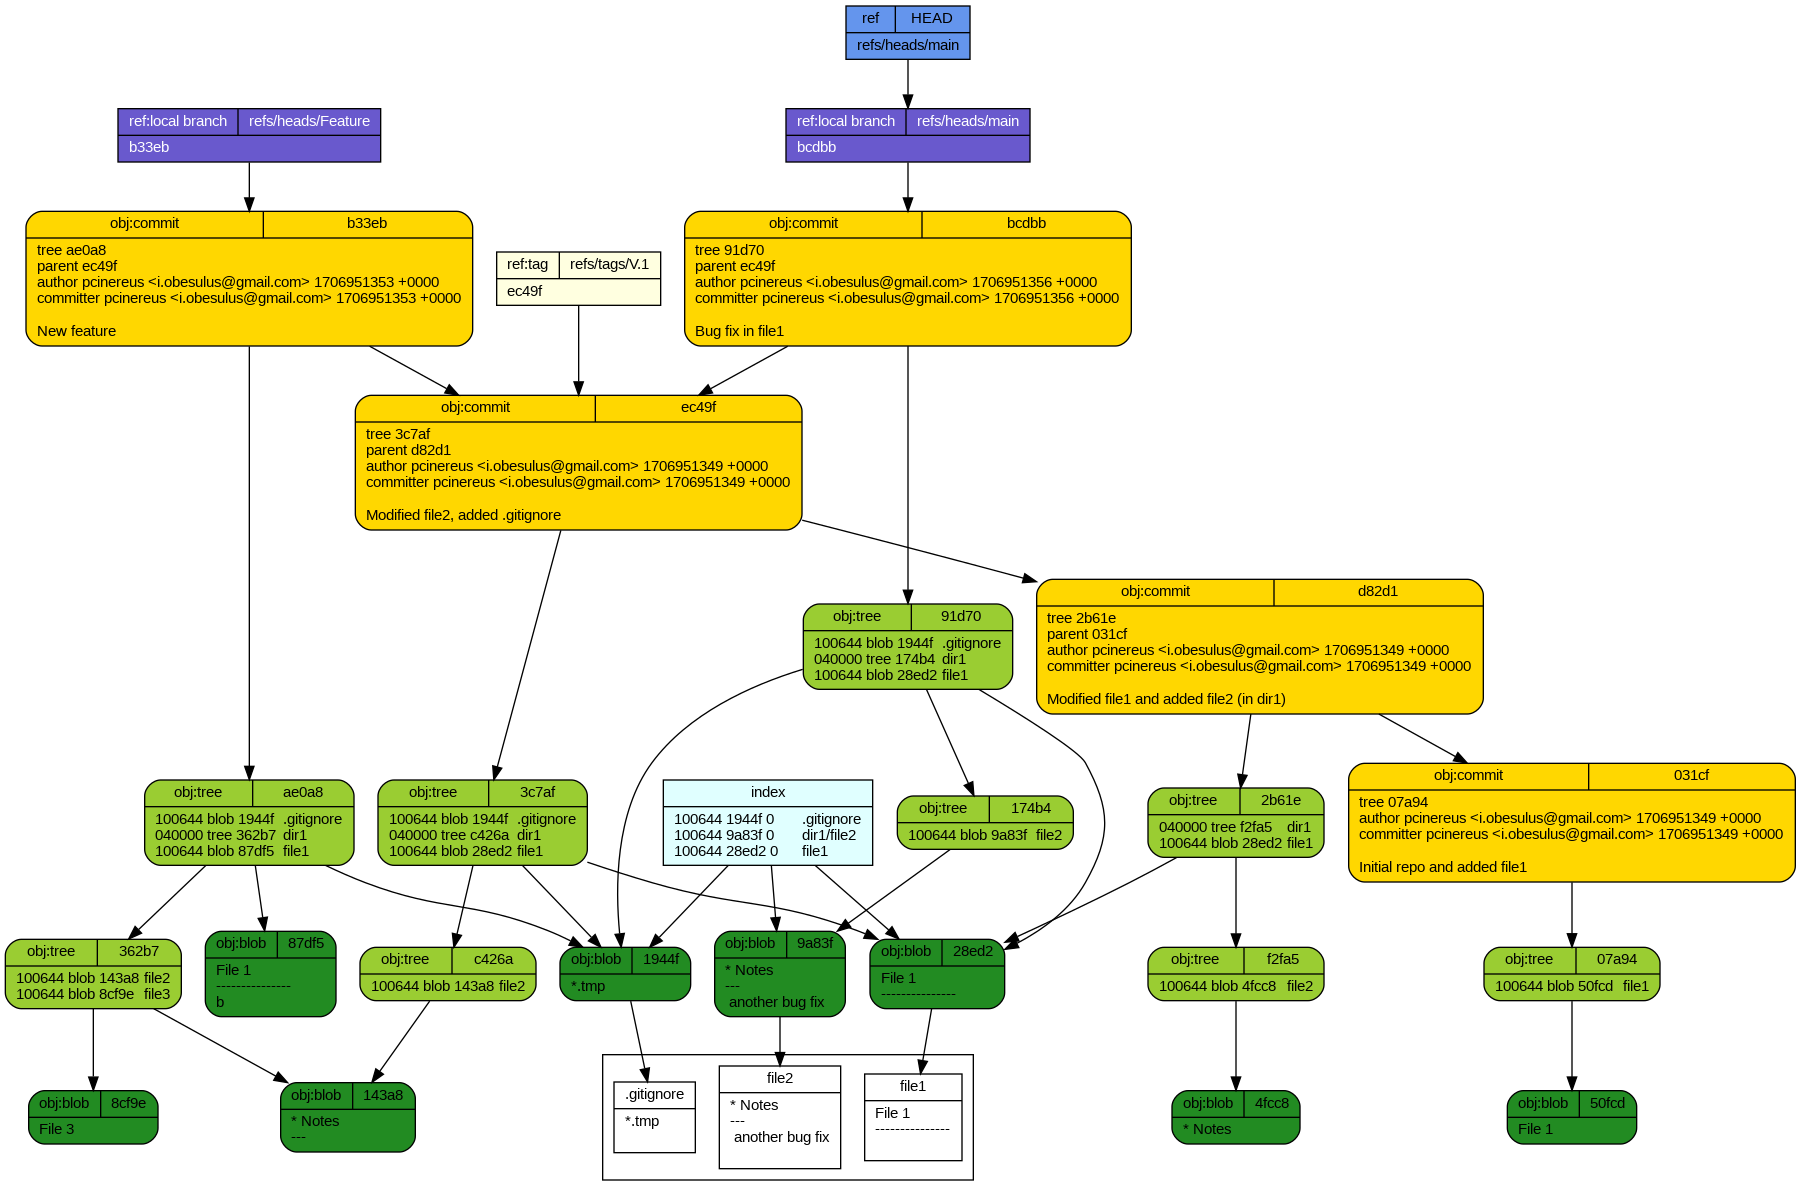 ref HEAD
refs/heads/main
ref:local branch refs/heads/Feature
b33eb
ref:local branch refs/heads/main
bcdbb
obj:commit b33eb
tree ae0a8
parent ec49f
author pcinereus <i.obesulus@gmail.com> 1706951353 +0000
committer pcinereus <i.obesulus@gmail.com> 1706951353 +0000
New feature
ref:tag refs/tags/V.1
ec49f
obj:commit bcdbb
tree 91d70
parent ec49f
author pcinereus <i.obesulus@gmail.com> 1706951356 +0000
committer pcinereus <i.obesulus@gmail.com> 1706951356 +0000
Bug fix in file1
obj:commit ec49f
tree 3c7af
parent d82d1
author pcinereus <i.obesulus@gmail.com> 1706951349 +0000
committer pcinereus <i.obesulus@gmail.com> 1706951349 +0000
Modified file2, added .gitignore
obj:commit d82d1
tree 2b61e
parent 031cf
author pcinereus <i.obesulus@gmail.com> 1706951349 +0000
committer pcinereus <i.obesulus@gmail.com> 1706951349 +0000
Modified file1 and added file2 (in dir1)
obj:tree 91d70
100644 blob 1944f .gitignore
040000 tree 174b4 dir1
100644 blob 28ed2 file1
obj:commit 031cf
tree 07a94
author pcinereus <i.obesulus@gmail.com> 1706951349 +0000
committer pcinereus <i.obesulus@gmail.com> 1706951349 +0000
Initial repo and added file1
obj:tree ae0a8
100644 blob 1944f .gitignore
040000 tree 362b7 dir1
100644 blob 87df5 file1
obj:tree 3c7af
100644 blob 1944f .gitignore
040000 tree c426a dir1
100644 blob 28ed2 file1
index
100644 1944f 0 .gitignore
100644 9a83f 0 dir1/file2
100644 28ed2 0 file1
obj:tree 174b4
100644 blob 9a83f file2
obj:tree 2b61e
040000 tree f2fa5 dir1
100644 blob 28ed2 file1
obj:tree 362b7
100644 blob 143a8 file2
100644 blob 8cf9e file3
obj:blob 87df5
File 1
---------------
b
obj:tree c426a
100644 blob 143a8 file2
obj:blob 1944f
*.tmp
obj:blob 9a83f
* Notes
---
another bug fix
obj:blob 28ed2
File 1
---------------
obj:tree f2fa5
100644 blob 4fcc8 file2
obj:tree 07a94
100644 blob 50fcd file1
obj:blob 8cf9e
File 3
obj:blob 143a8
* Notes
---
.gitignore
*.tmp
file2
* Notes
---
another bug fix
file1
File 1
---------------
obj:blob 4fcc8
* Notes
obj:blob 50fcd
File 1